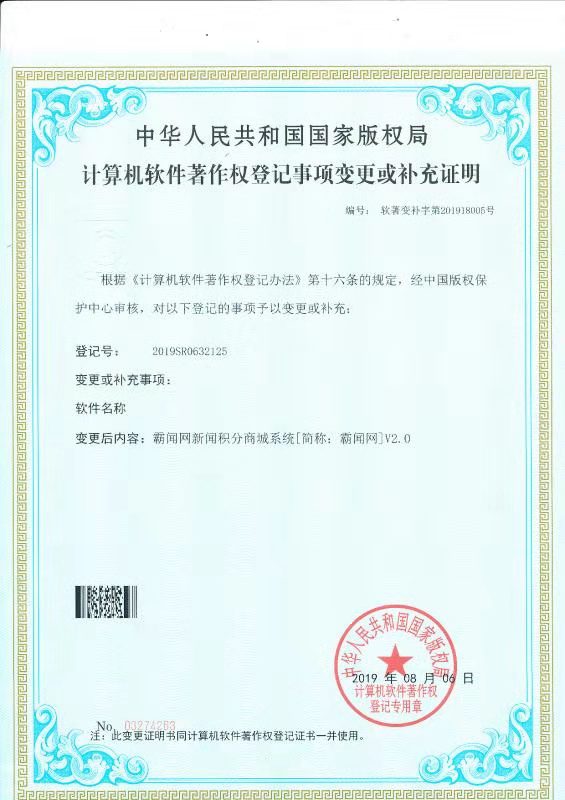 中华人民共和国国家版权局
计算机软件著作权登记事项变更或补充证明
编号： 软著变补字第201918005号
根据《计算机软件著作权登记办法》第十六条的规定，经中国版权保
护中心审核，对以下登记的事项予以变更或补充：
登记号： 2019SR0632125
变更或补充事项：
软件名称
变更后内容：霸闻网新闻积分商城系统[简称：霸闻网]V2.0
中华人民共和国国家版权局
2019 年 08 月 06 日
计算机软件著作权
登记专用章
No. 03274263
注：此变更证明书同计算机软件著作权登记证书一并使用。